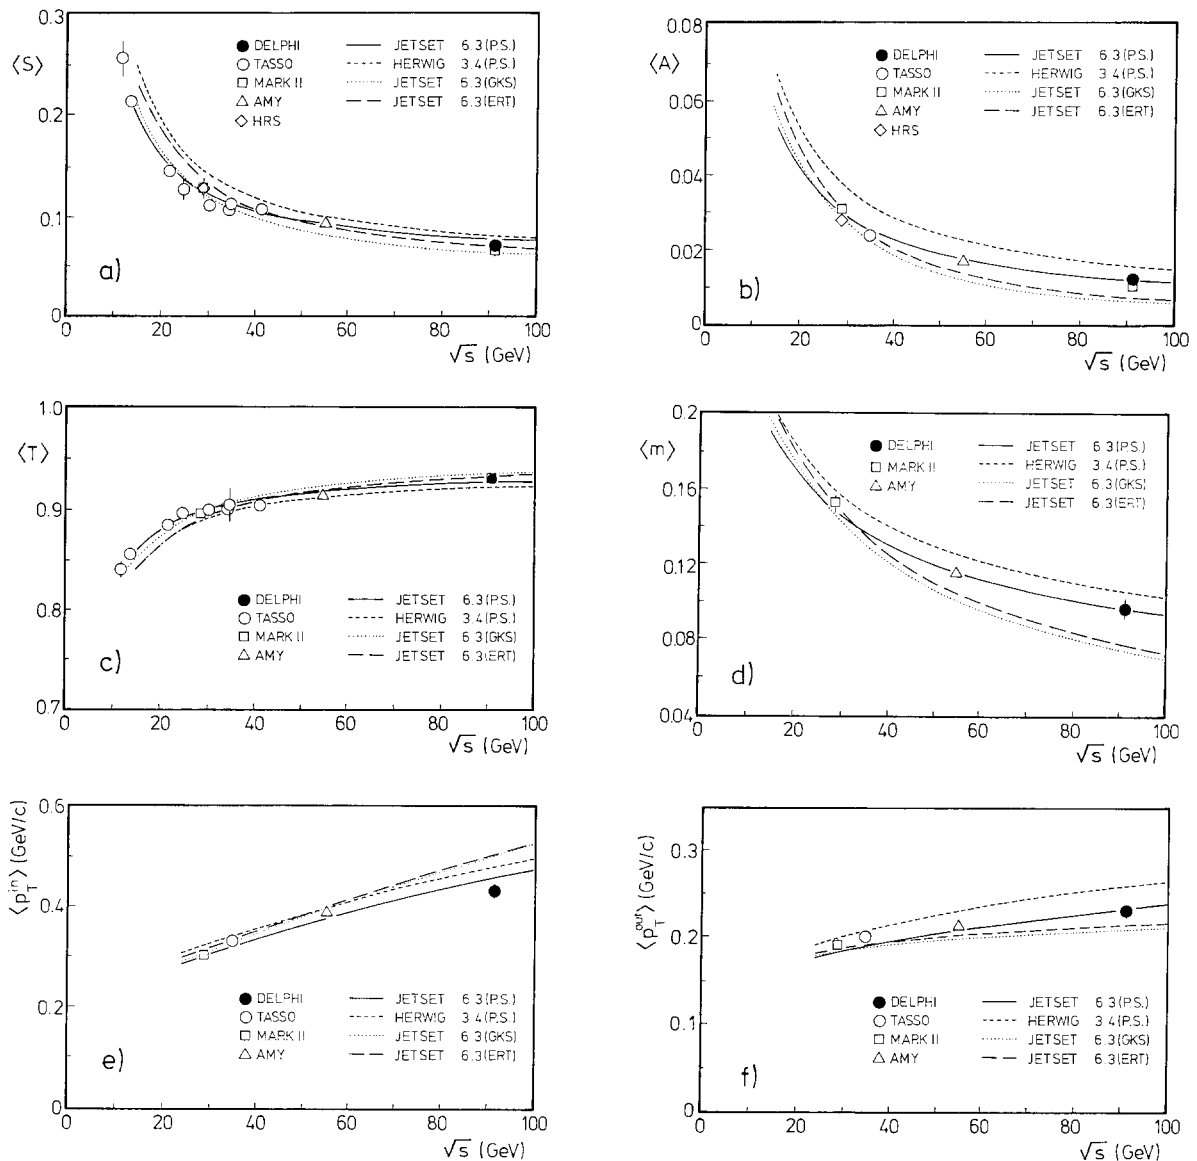 0.3
⟨S⟩
0.2
0.1
0
● DELPHI — JETSET 6.3(P.S.)
○ TASSO ---- HERWIG 3.4(P.S.)
□ MARK II ········ JETSET 6.3(GKS)
△ AMY — — JETSET 6.3(ERT)
◇ HRS
a)
0 20 40 60 80 100
√s (GeV)
0.08
⟨A⟩
0.06
0.04
0.02
0
● DELPHI — JETSET 6.3(P.S.)
○ TASSO ---- HERWIG 3.4(P.S.)
□ MARK II ········ JETSET 6.3(GKS)
△ AMY — — JETSET 6.3(ERT)
◇ HRS
b)
0 20 40 60 80 100
√s (GeV)
1.0
⟨T⟩
0.9
0.8
0.7
● DELPHI — JETSET 6.3(P.S.)
○ TASSO ---- HERWIG 3.4(P.S.)
□ MARK II ········ JETSET 6.3(GKS)
△ AMY — — JETSET 6.3(ERT)
c)
0 20 40 60 80 100
√s (GeV)
0.2
⟨m⟩
0.16
0.12
0.08
0.04
● DELPHI — JETSET 6.3(P.S.)
□ MARK II ---- HERWIG 3.4(P.S.)
△ AMY ········ JETSET 6.3(GKS)
— — JETSET 6.3(ERT)
d)
0 20 40 60 80 100
√s (GeV)
0.6
⟨p_T^in⟩ (GeV/c)
0.4
0.2
0
● DELPHI — JETSET 6.3(P.S.)
○ TASSO ---- HERWIG 3.4(P.S.)
□ MARK II ········ JETSET 6.3(GKS)
△ AMY — — JETSET 6.3(ERT)
e)
0 20 40 60 80 100
√s (GeV)
0.3
⟨p_T^out⟩ (GeV/c)
0.2
0.1
0
● DELPHI — JETSET 6.3(P.S.)
○ TASSO ---- HERWIG 3.4(P.S.)
□ MARK II ········ JETSET 6.3(GKS)
△ AMY — — JETSET 6.3(ERT)
f)
0 20 40 60 80 100
√s (GeV)